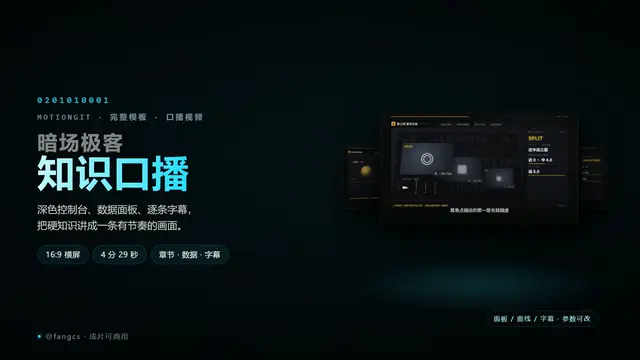 0201010001
MOTIONGIT · 完整模板 · 口播视频
暗场极客
知识口播
深色控制台、数据面板、逐条字幕，
把硬知识讲成一条有节奏的画面。
16:9 横屏
4 分 29 秒
章节·数据·字幕
SPLIT
面板 / 曲线 / 字幕 · 参数可改
@fangcs · 成片可商用